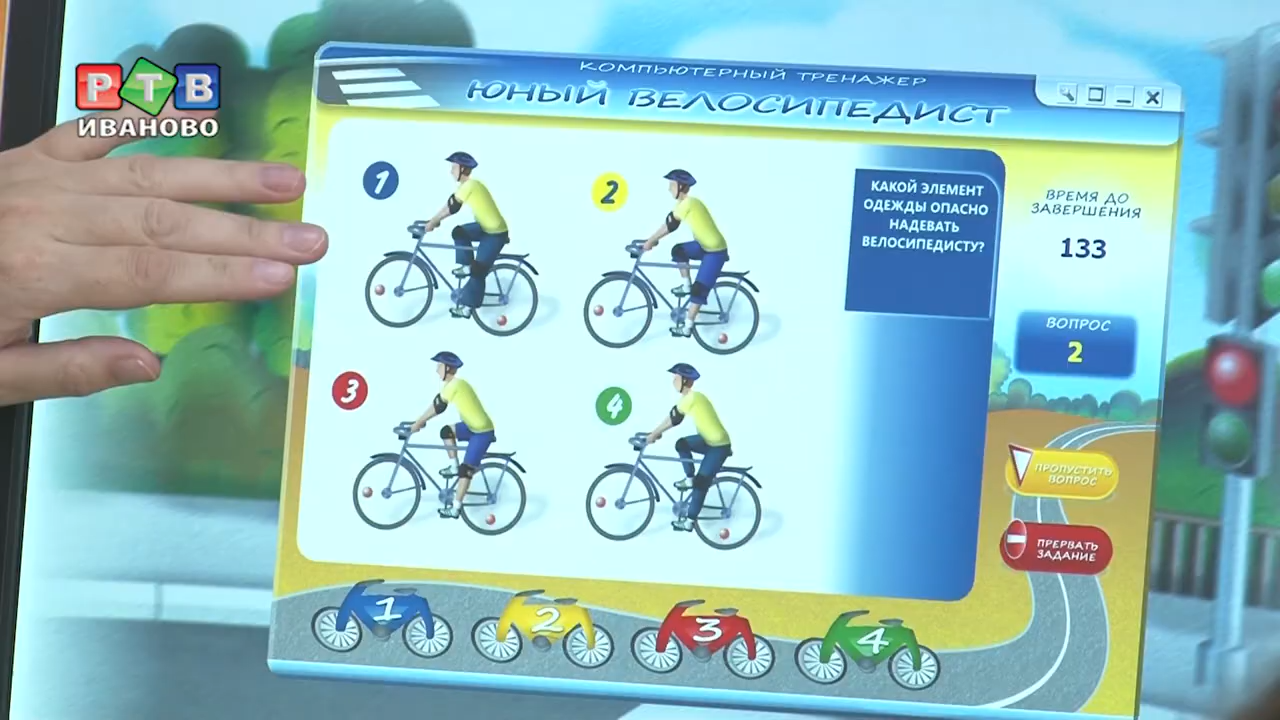 РТВ
ИВАНОВО
КОМПЬЮТЕРНЫЙ ТРЕНАЖЕР
ЮНЫЙ ВЕЛОСИПЕДИСТ
1
2
3
4
КАКОЙ ЭЛЕМЕНТ
ОДЕЖДЫ ОПАСНО
НАДЕВАТЬ
ВЕЛОСИПЕДИСТУ?
ВРЕМЯ ДО
ЗАВЕРШЕНИЯ
133
ВОПРОС
2
ПРОПУСТИТЬ
ВОПРОС
ПРЕРВАТЬ
ЗАДАНИЕ
1
2
3
4